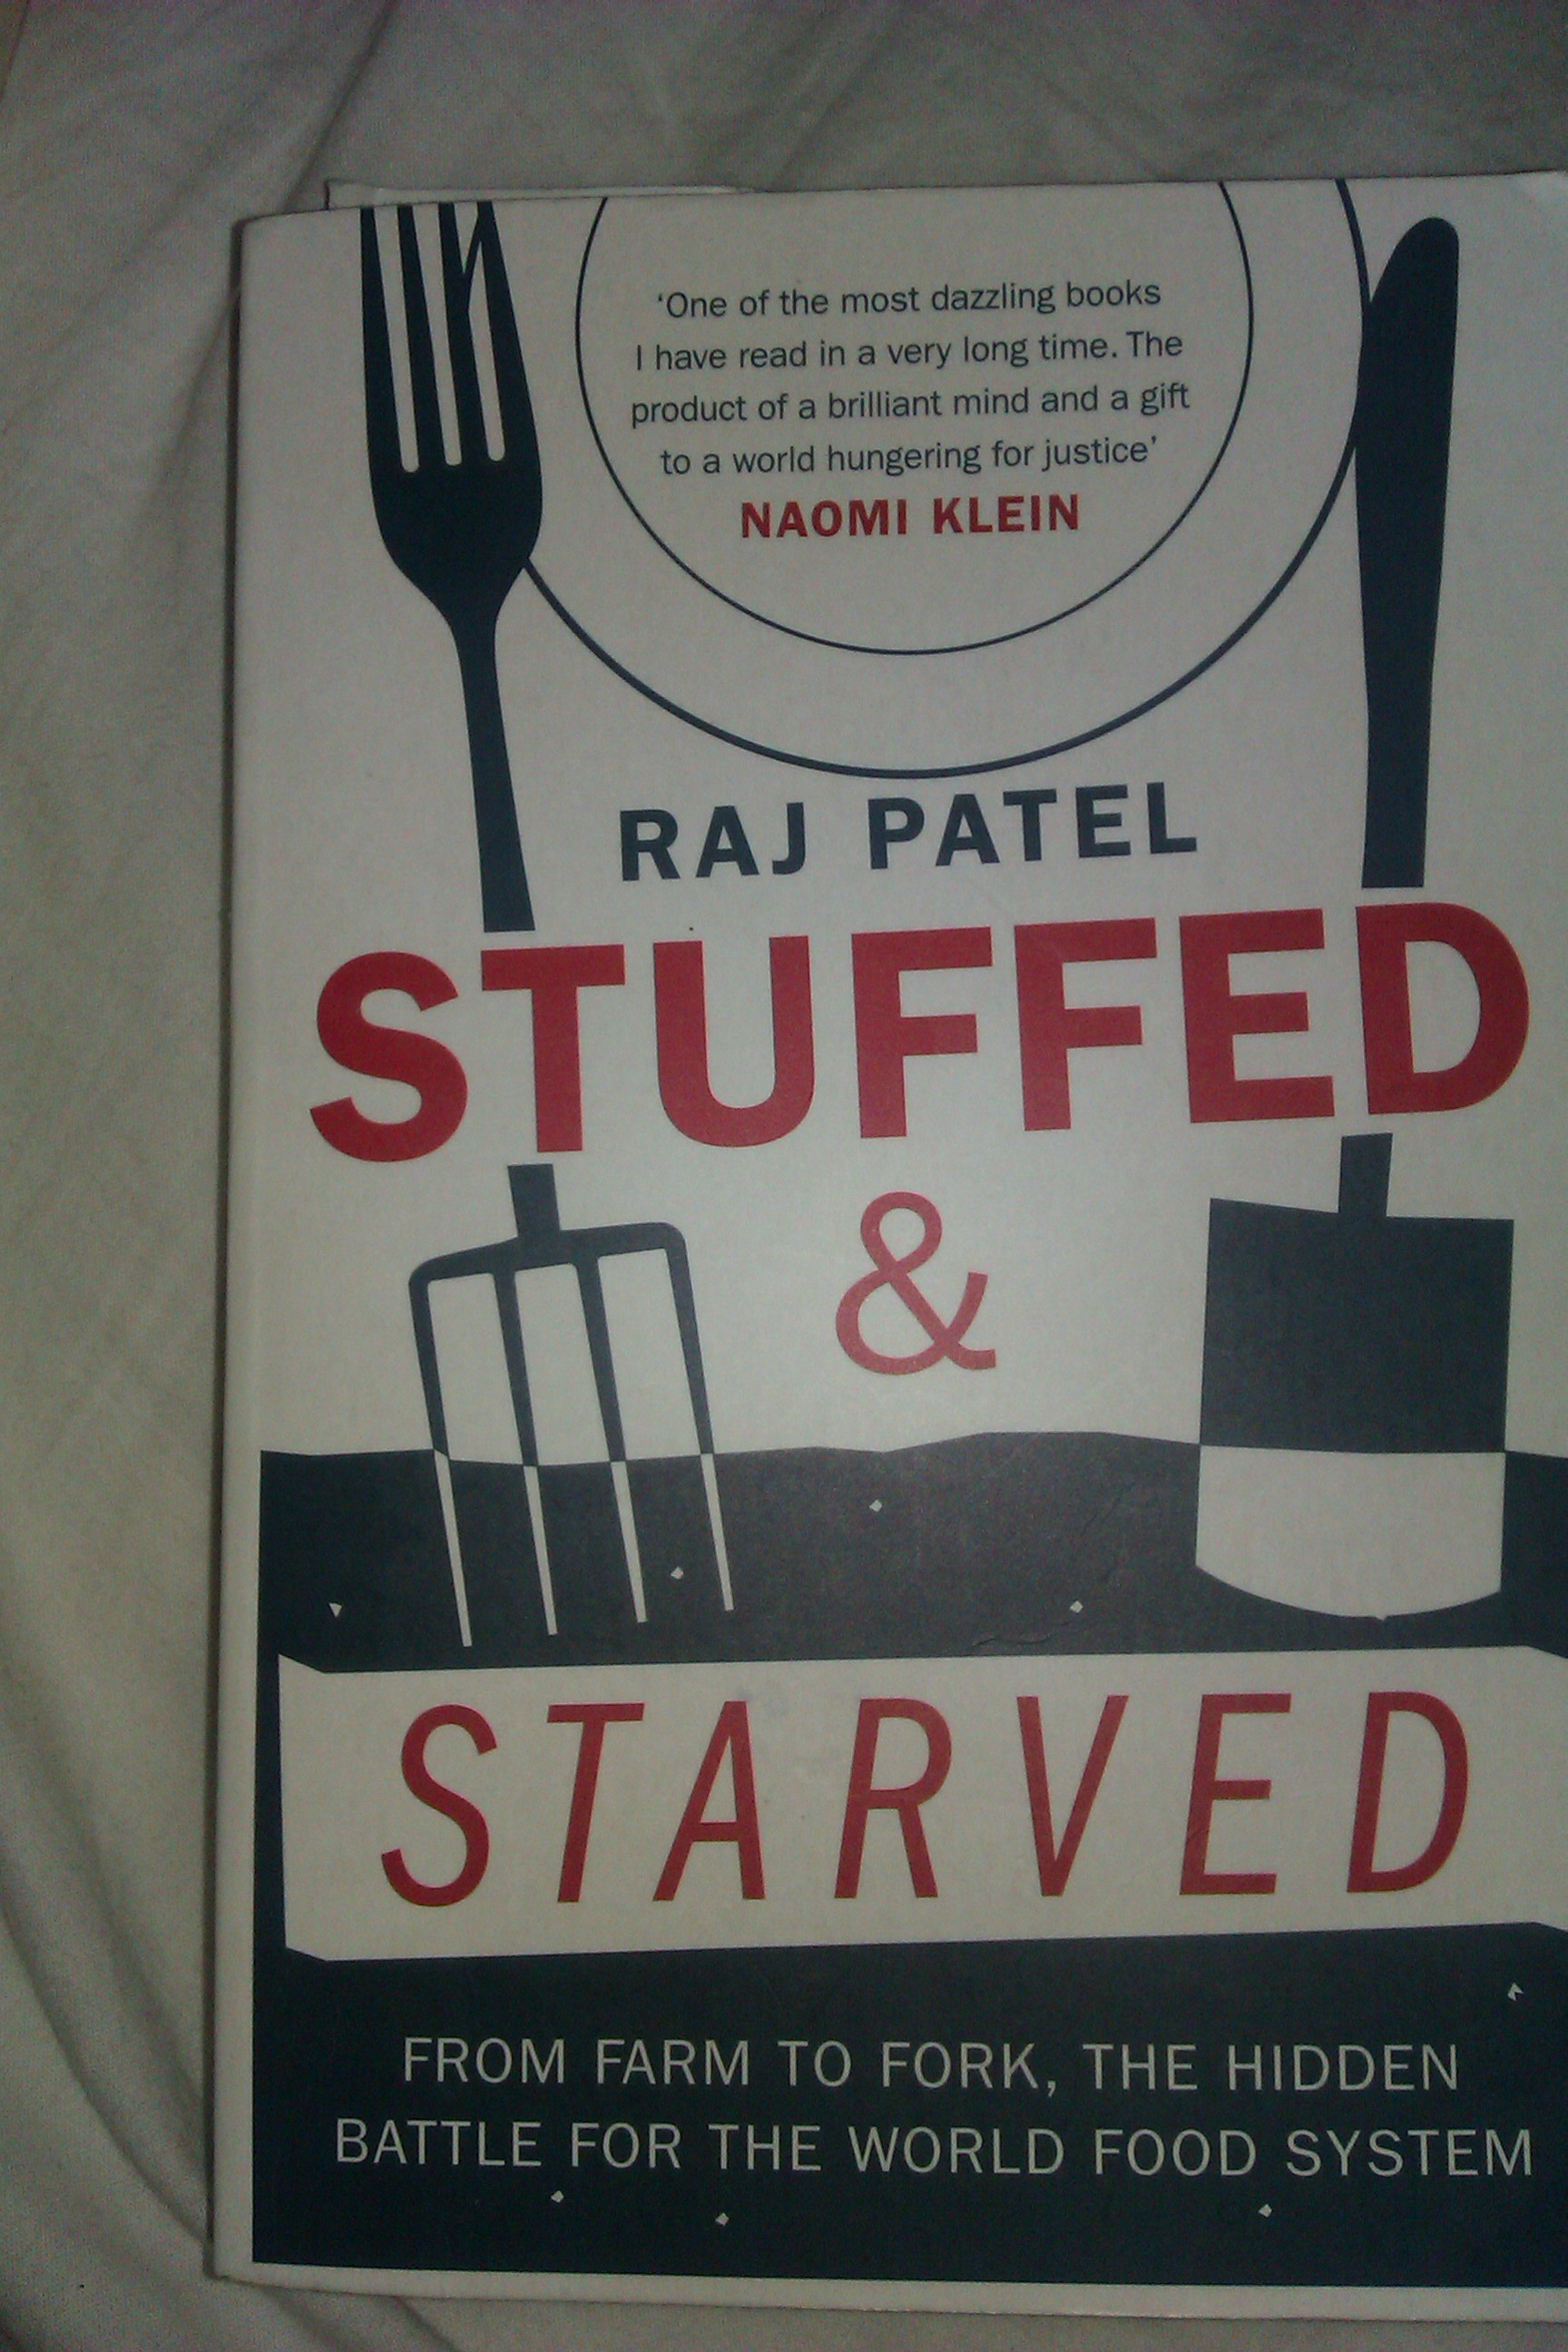 ‘One of the most dazzling books
I have read in a very long time. The
product of a brilliant mind and a gift
to a world hungering for justice’
NAOMI KLEIN
RAJ PATEL
STUFFED
&
STARVED
FROM FARM TO FORK, THE HIDDEN
BATTLE FOR THE WORLD FOOD SYSTEM